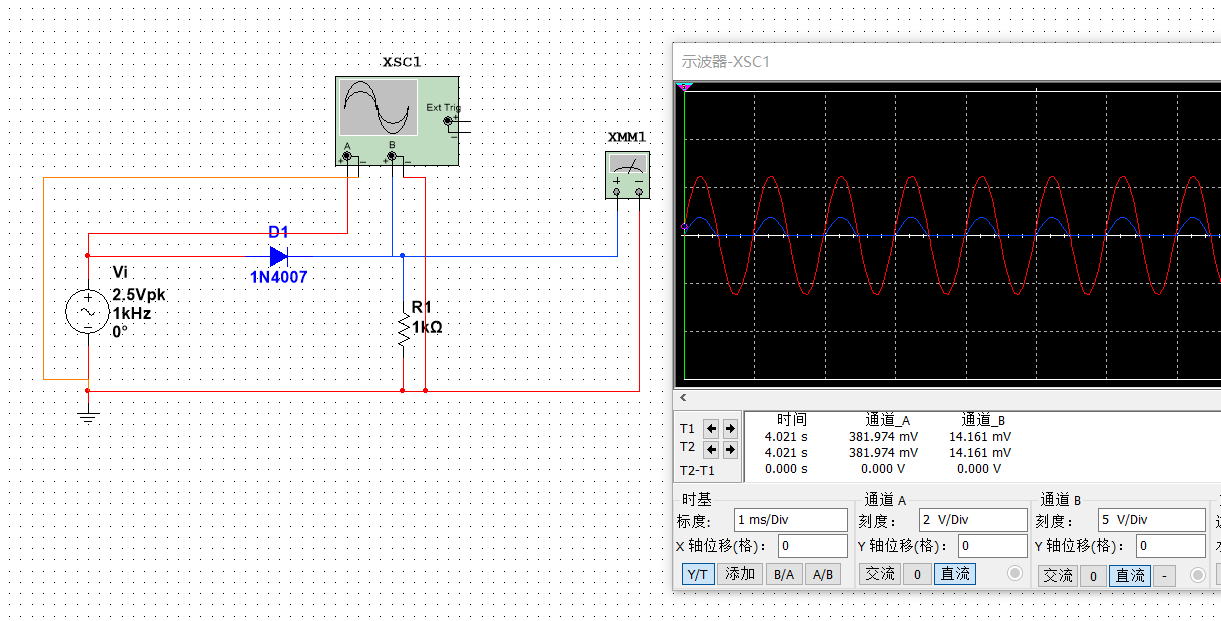 XSC1
Ext Trig
+
−
A
B
+
−
+
−
XMM1
+
−
D1
1N4007
Vi
2.5Vpk
1kHz
0°
+
−
R1
1kΩ
示波器-XSC1
<
时间 通道_A 通道_B
T1 4.021 s 381.974 mV 14.161 mV
T2 4.021 s 381.974 mV 14.161 mV
T2-T1 0.000 s 0.000 V 0.000 V
时基
标度: 1 ms/Div
X 轴位移(格): 0
Y/T 添加 B/A A/B
通道 A
刻度: 2 V/Div
Y 轴位移(格): 0
交流 0 直流
通道 B
刻度: 5 V/Div
Y 轴位移(格): 0
交流 0 直流 -